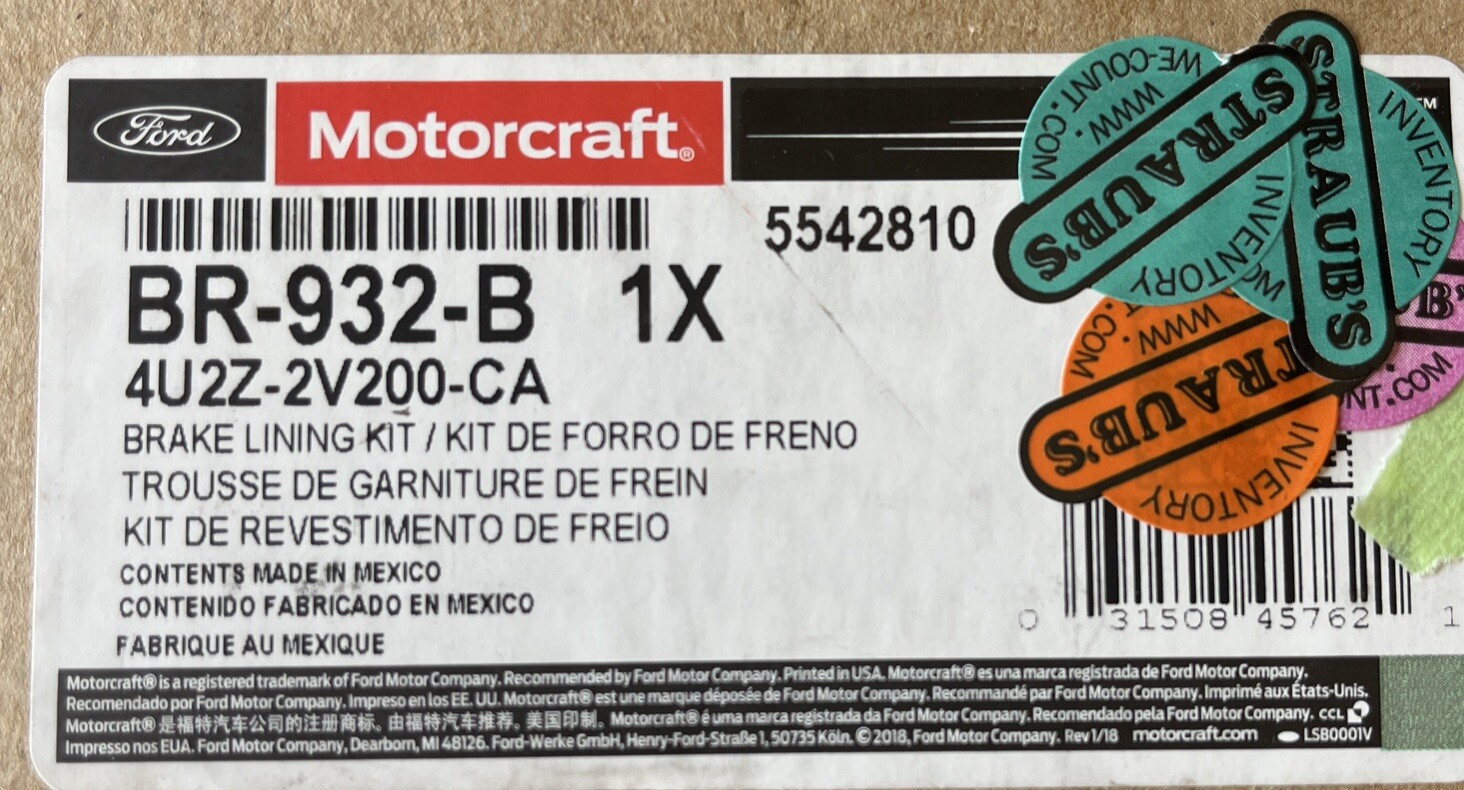 Ford
Motorcraft®
5542810
BR-932-B 1X
4U2Z-2V200-CA
BRAKE LINING KIT / KIT DE FORRO DE FRENO
TROUSSE DE GARNITURE DE FREIN
KIT DE REVESTIMENTO DE FREIO
CONTENTS MADE IN MEXICO
CONTENIDO FABRICADO EN MEXICO
FABRIQUE AU MEXIQUE
STRAUB'S
WWW.
WE-COUNT.COM
INVENTORY
STRAUB'S
INVENTORY
STRAUB'S
WWW.
INVENTORY
0 31508 45762 1
Motorcraft® is a registered trademark of Ford Motor Company. Recommended by Ford Motor Company. Printed in USA. Motorcraft® es una marca registrada de Ford Motor Company.
Recomendado por Ford Motor Company. Impreso en los EE. UU. Motorcraft® est une marque déposée de Ford Motor Company. Recommandé par Ford Motor Company. Imprimé aux États-Unis.
Motorcraft® 是福特汽车公司的注册商标。由福特汽车推荐。美国印制。Motorcraft® é uma marca registrada da Ford Motor Company. Recomendado pela Ford Motor Company. CCL
Impresso nos EUA. Ford Motor Company, Dearborn, MI 48126. Ford-Werke GmbH, Henry-Ford-Straße 1, 50735 Köln. ©2018, Ford Motor Company. Rev 1/18 motorcraft.com LSB0001V